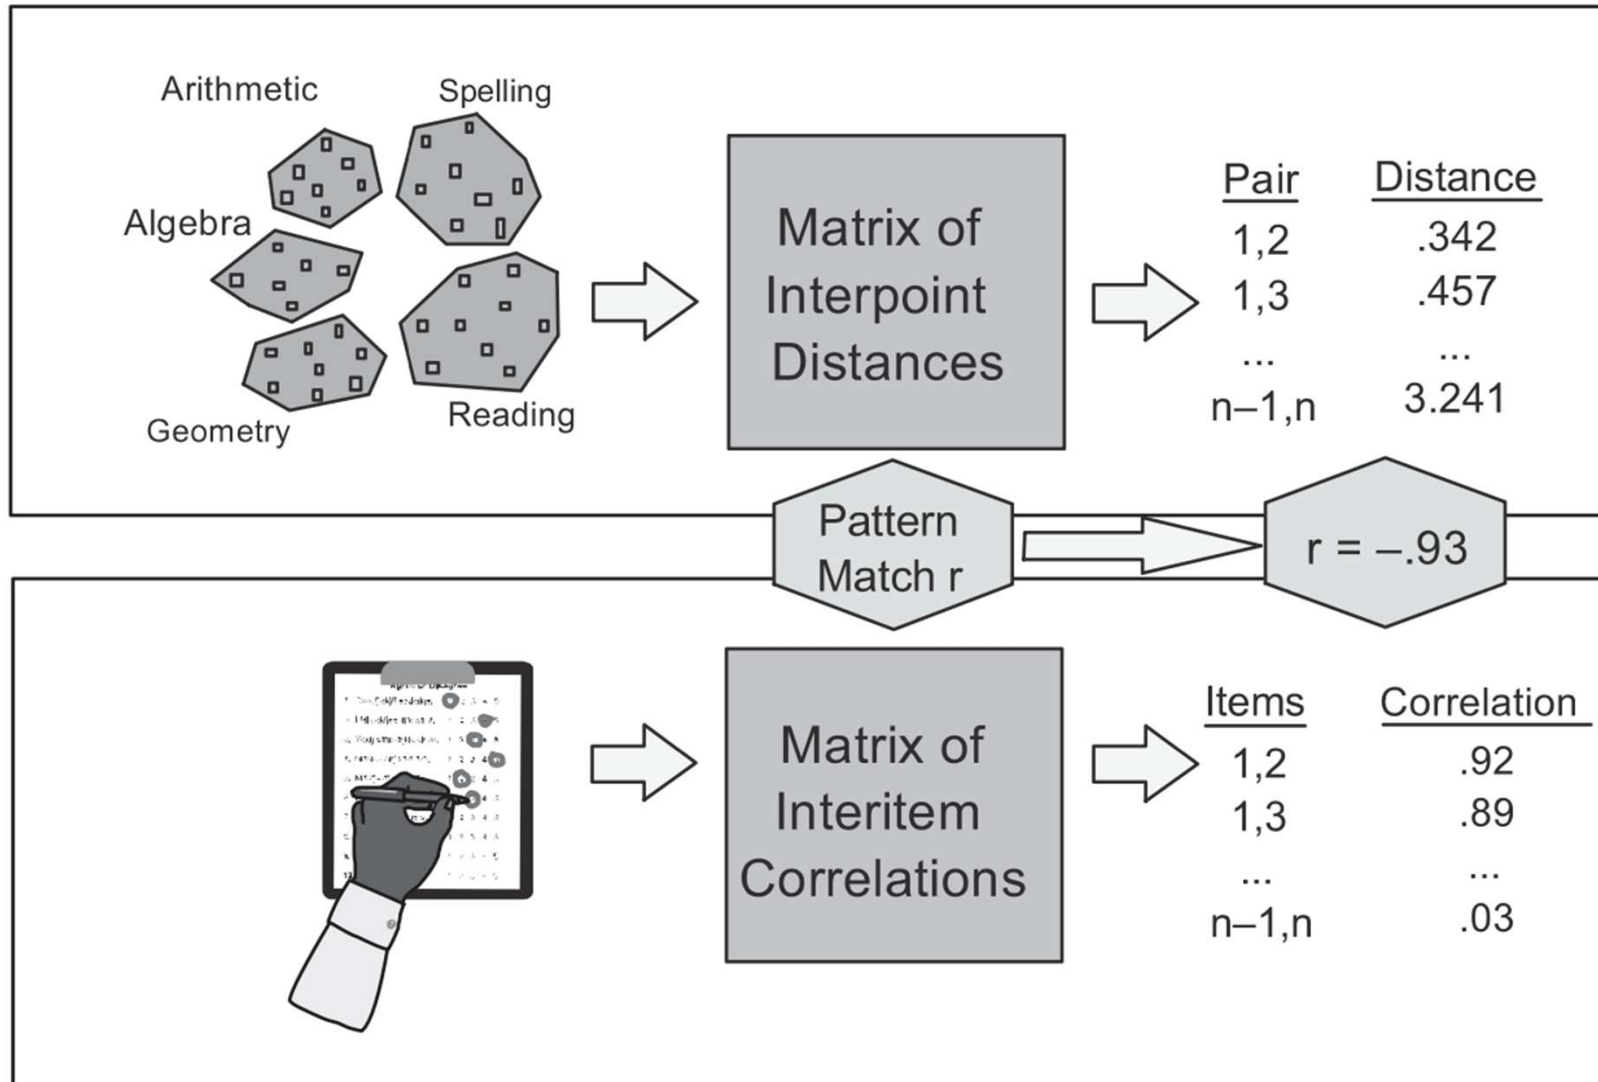 Arithmetic
Spelling
Algebra
Geometry
Reading
Matrix of
Interpoint
Distances
Pair Distance
1,2 .342
1,3 .457
... ...
n–1,n 3.241
Pattern
Match r
r = –.93
Matrix of
Interitem
Correlations
Items Correlation
1,2 .92
1,3 .89
... ...
n–1,n .03